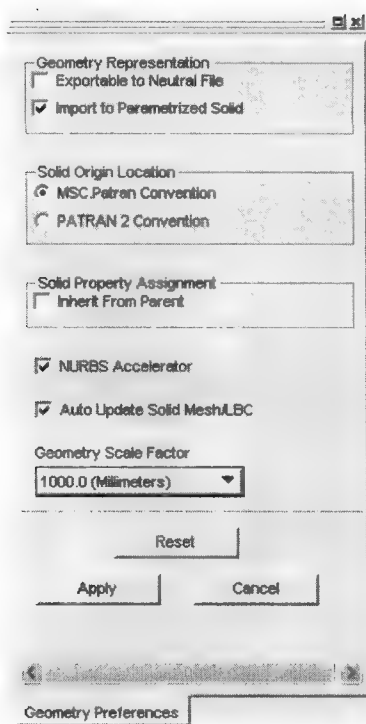 Geometry Representation
Exportable to Neutral File
Import to Parametrized Solid
Solid Origin Location
MSC.Patran Convention
PATRAN 2 Convention
Solid Property Assignment
Inherit From Parent
NURBS Accelerator
Auto Update Solid Mesh/LBC
Geometry Scale Factor
1000.0 (Millimeters)
Reset
Apply Cancel
Geometry Preferences